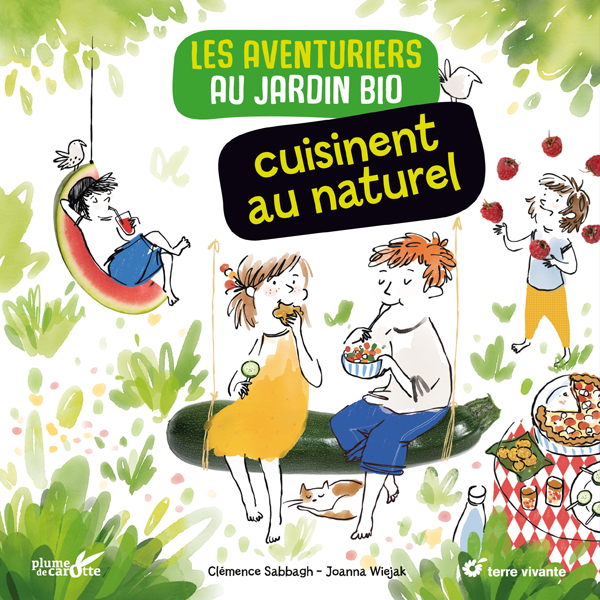 LES AVENTURIERS
AU JARDIN BIO
cuisinent
au naturel
Clémence Sabbagh - Joanna Wiejak
plume
de carotte
terre vivante